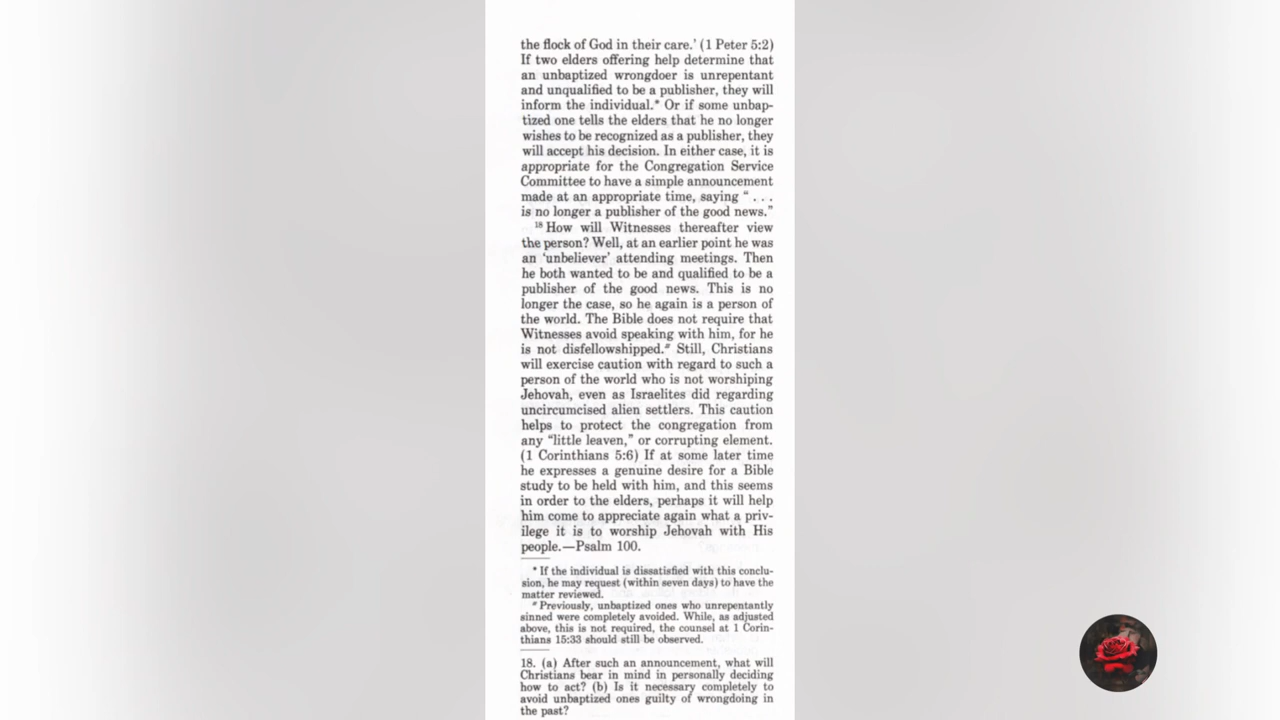 the flock of God in their care.’ (1 Peter 5:2)
If two elders offering help determine that
an unbaptized wrongdoer is unrepentant
and unqualified to be a publisher, they will
inform the individual.* Or if some unbap-
tized one tells the elders that he no longer
wishes to be recognized as a publisher, they
will accept his decision. In either case, it is
appropriate for the Congregation Service
Committee to have a simple announcement
made at an appropriate time, saying “ . . .
is no longer a publisher of the good news.”
18 How will Witnesses thereafter view
the person? Well, at an earlier point he was
an ‘unbeliever’ attending meetings. Then
he both wanted to be and qualified to be a
publisher of the good news. This is no
longer the case, so he again is a person of
the world. The Bible does not require that
Witnesses avoid speaking with him, for he
is not disfellowshipped.# Still, Christians
will exercise caution with regard to such a
person of the world who is not worshiping
Jehovah, even as Israelites did regarding
uncircumcised alien settlers. This caution
helps to protect the congregation from
any “little leaven,” or corrupting element.
(1 Corinthians 5:6) If at some later time
he expresses a genuine desire for a Bible
study to be held with him, and this seems
in order to the elders, perhaps it will help
him come to appreciate again what a priv-
ilege it is to worship Jehovah with His
people.—Psalm 100.
* If the individual is dissatisfied with this conclu-
sion, he may request (within seven days) to have the
matter reviewed.
# Previously, unbaptized ones who unrepentantly
sinned were completely avoided. While, as adjusted
above, this is not required, the counsel at 1 Corin-
thians 15:33 should still be observed.
18. (a) After such an announcement, what will
Christians bear in mind in personally deciding
how to act? (b) Is it necessary completely to
avoid unbaptized ones guilty of wrongdoing in
the past?